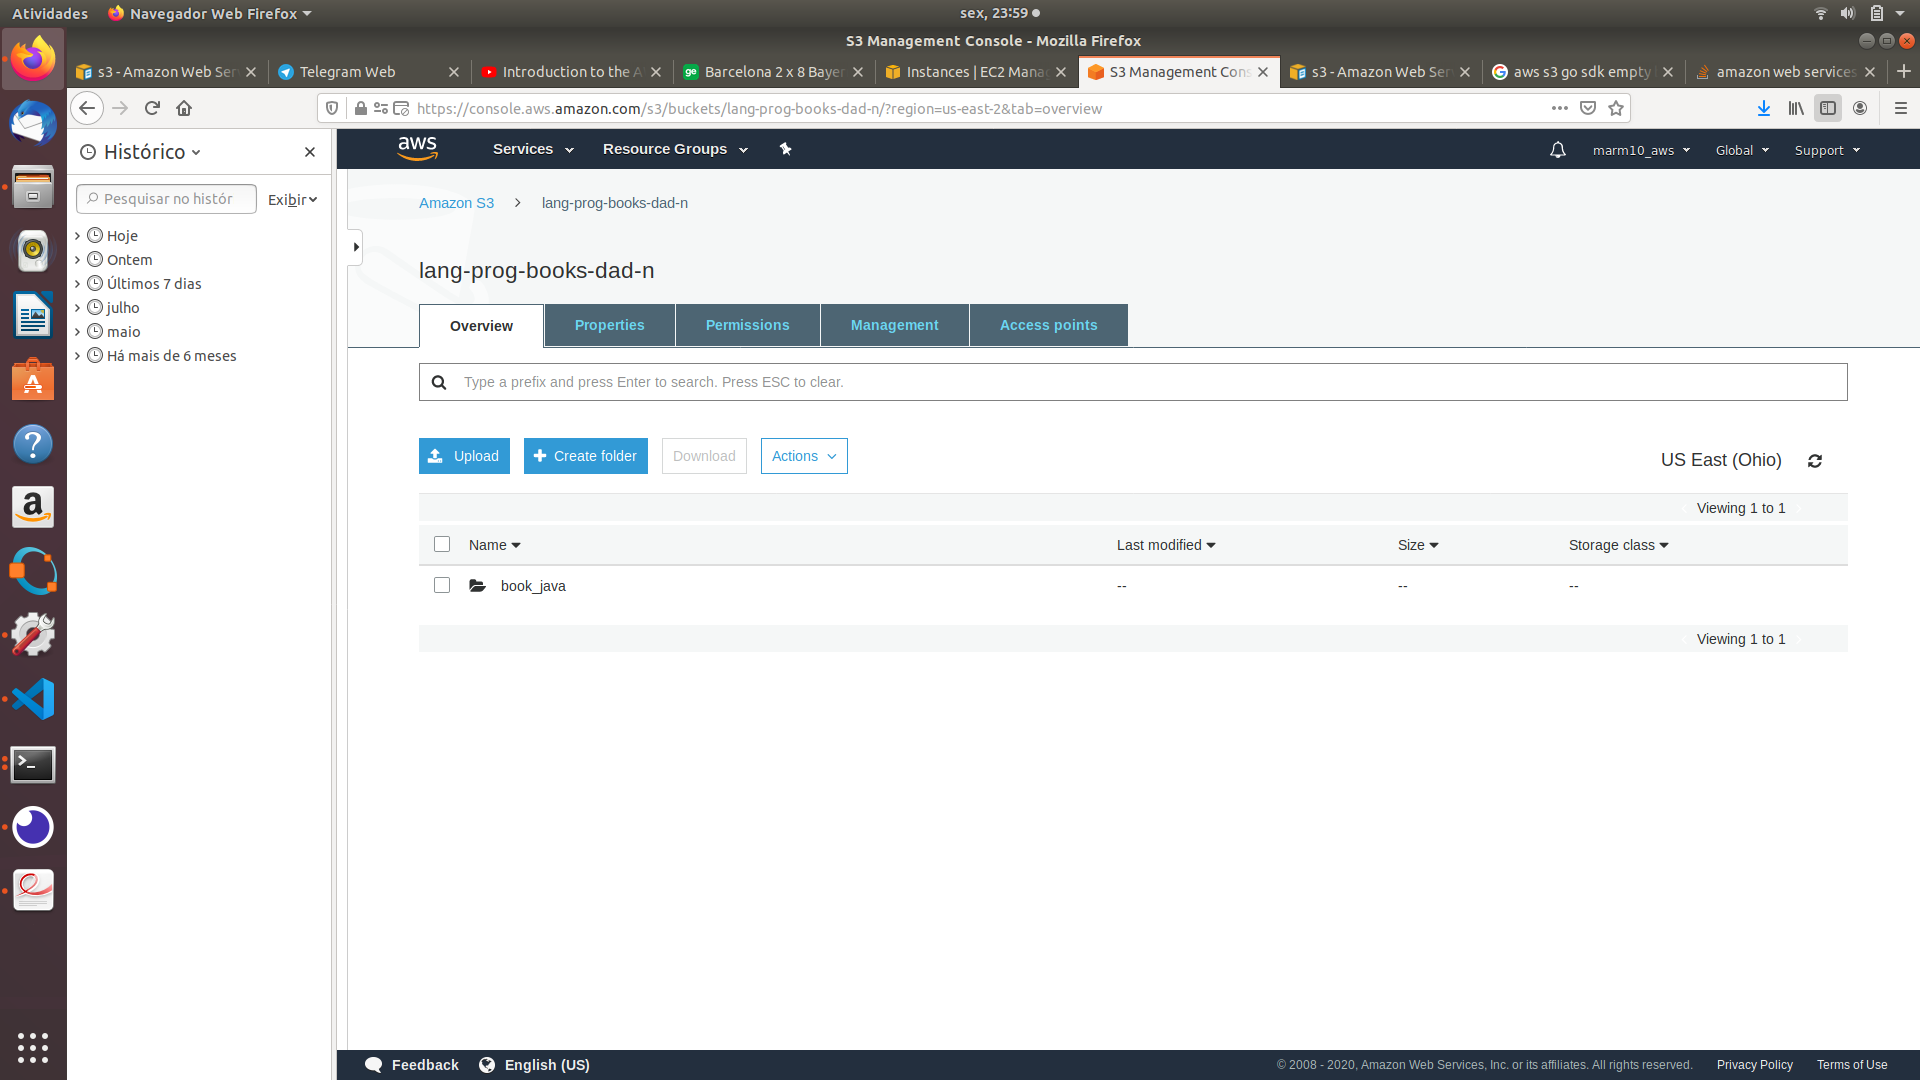 Atividades Navegador Web Firefox sex, 23:59
S3 Management Console - Mozilla Firefox
s3 - Amazon Web Ser Telegram Web Introduction to the A Barcelona 2 x 8 Bayer Instances | EC2 Manag S3 Management Cons s3 - Amazon Web Ser aws s3 go sdk empty amazon web services
https://console.aws.amazon.com/s3/buckets/lang-prog-books-dad-n/?region=us-east-2&tab=overview
Histórico
Pesquisar no histór Exibir
Hoje
Ontem
Últimos 7 dias
julho
maio
Há mais de 6 meses
aws Services Resource Groups marm10_aws Global Support
Amazon S3 lang-prog-books-dad-n
lang-prog-books-dad-n
Overview Properties Permissions Management Access points
Type a prefix and press Enter to search. Press ESC to clear.
Upload Create folder Download Actions US East (Ohio)
Viewing 1 to 1
Name Last modified Size Storage class
book_java -- -- --
Viewing 1 to 1
Feedback English (US) © 2008 - 2020, Amazon Web Services, Inc. or its affiliates. All rights reserved. Privacy Policy Terms of Use